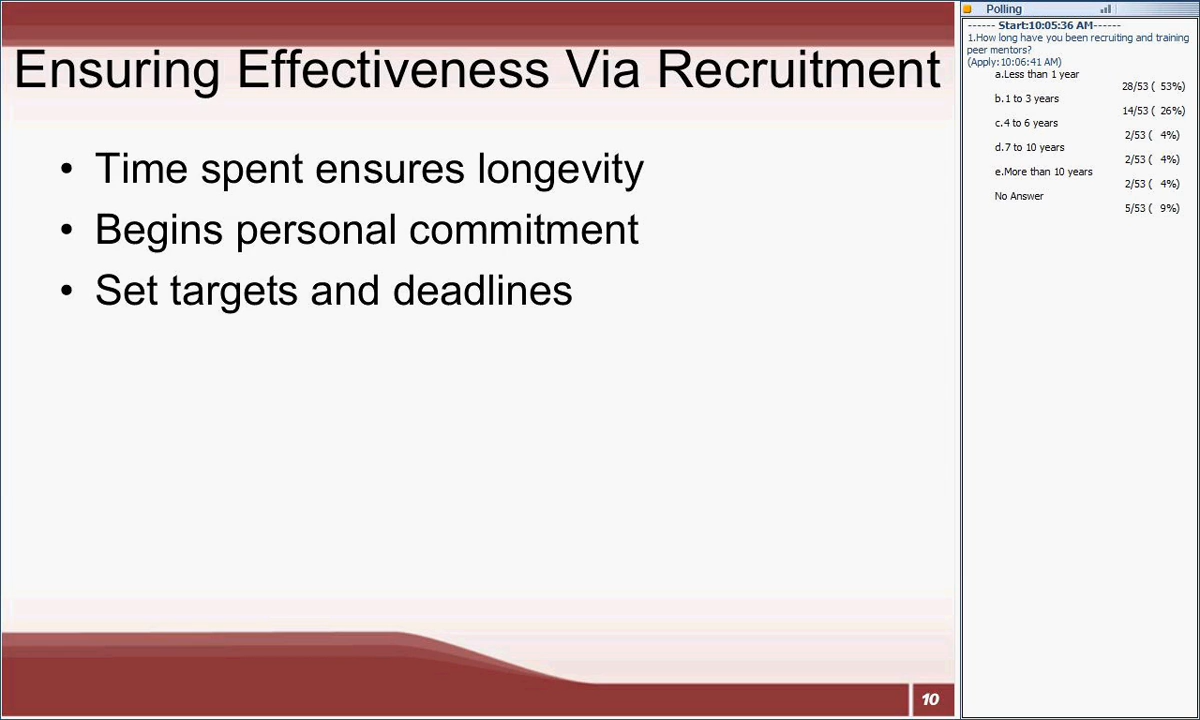 Ensuring Effectiveness Via Recruitment
• Time spent ensures longevity
• Begins personal commitment
• Set targets and deadlines
10
Polling
------ Start:10:05:36 AM------
1.How long have you been recruiting and training
peer mentors?
(Apply:10:06:41 AM)
a.Less than 1 year
28/53 ( 53%)
b.1 to 3 years
14/53 ( 26%)
c.4 to 6 years
2/53 ( 4%)
d.7 to 10 years
2/53 ( 4%)
e.More than 10 years
2/53 ( 4%)
No Answer
5/53 ( 9%)